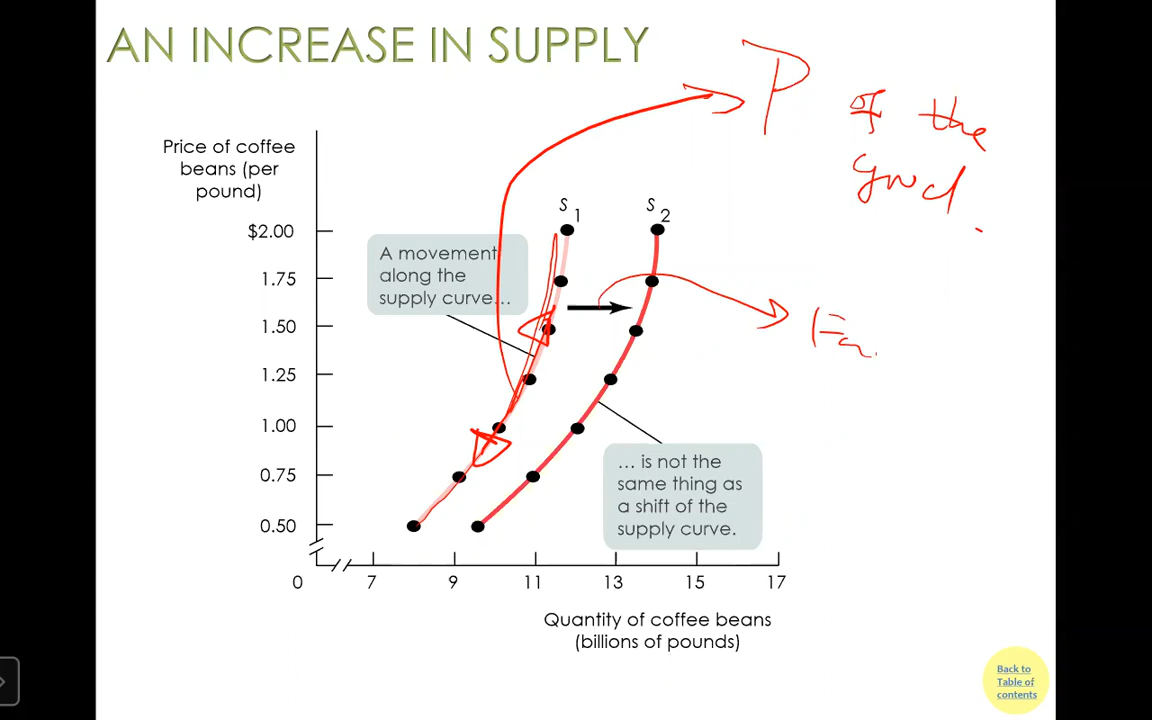 AN INCREASE IN SUPPLY
P of the
good.
Price of coffee
beans (per
pound)
S1
S2
$2.00
1.75
1.50
1.25
1.00
0.75
0.50
A movement
along the
supply curve...
... is not the
same thing as
a shift of the
supply curve.
0
7
9
11
13
15
17
Quantity of coffee beans
(billions of pounds)
Back to
Table of
contents